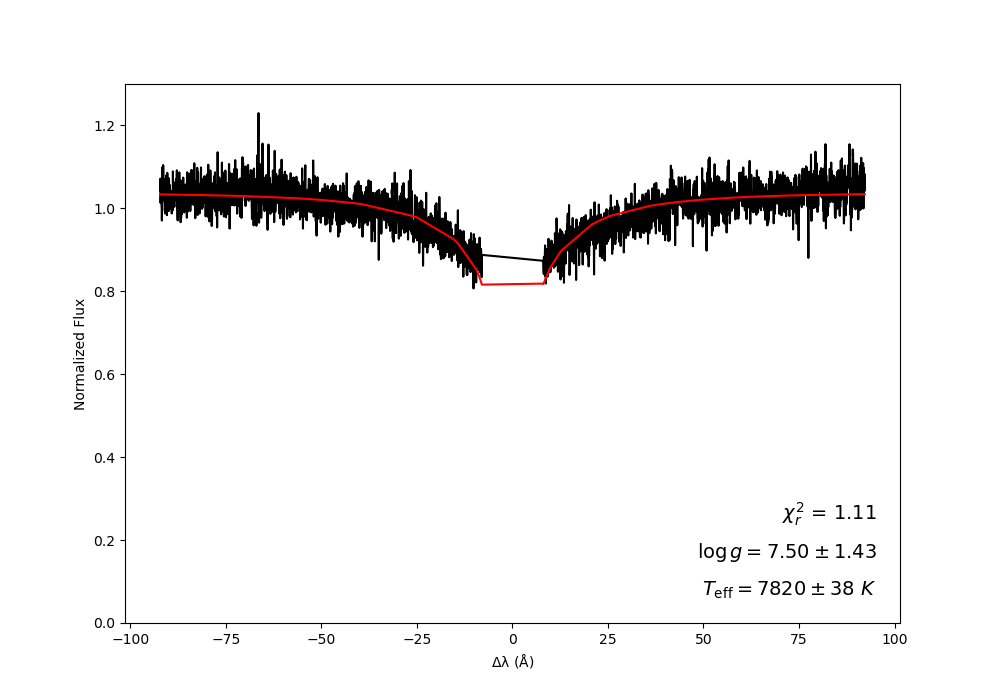 1.2
1.0
0.8
0.6
0.4
0.2
0.0
Normalized Flux
χ²ᵣ = 1.11
log g = 7.50 ± 1.43
T_eff = 7820 ± 38 K
−100 −75 −50 −25 0 25 50 75 100
Δλ (Å)